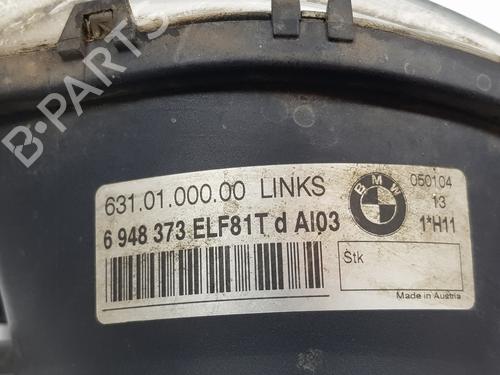 B-PARTS
631.01.000.00 LINKS
6 948 373 ELF81T d AI03
BMW
050104
13
1*H11
Stk
Made in Austria